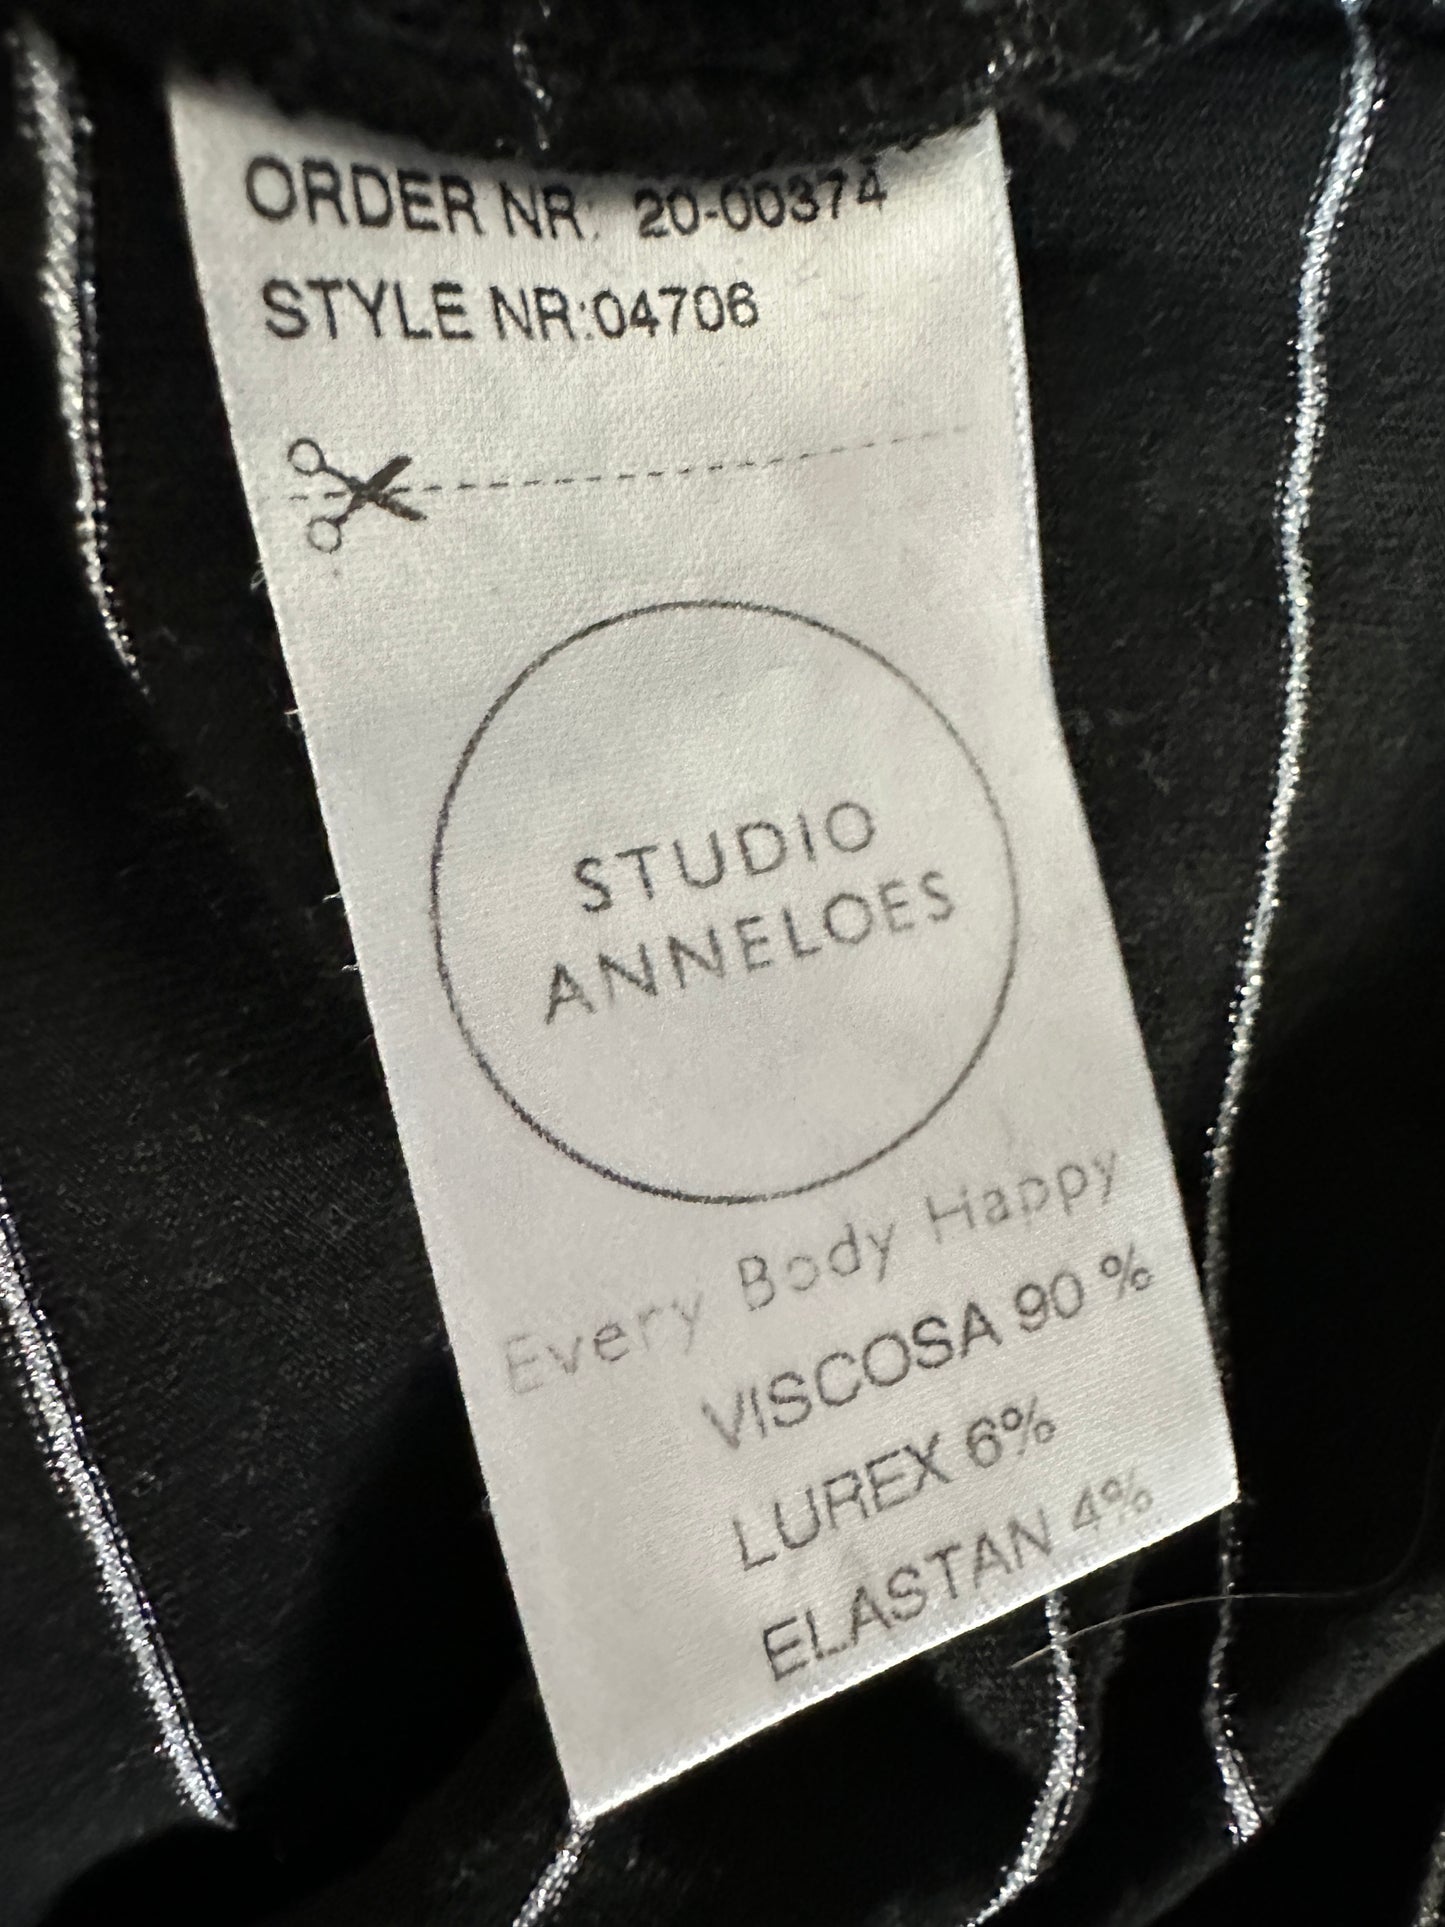 ORDER NR: 20-00374
STYLE NR:04706
STUDIO
ANNELOES
Every Body Happy
VISCOSA 90 %
LUREX 6%
ELASTAN 4%